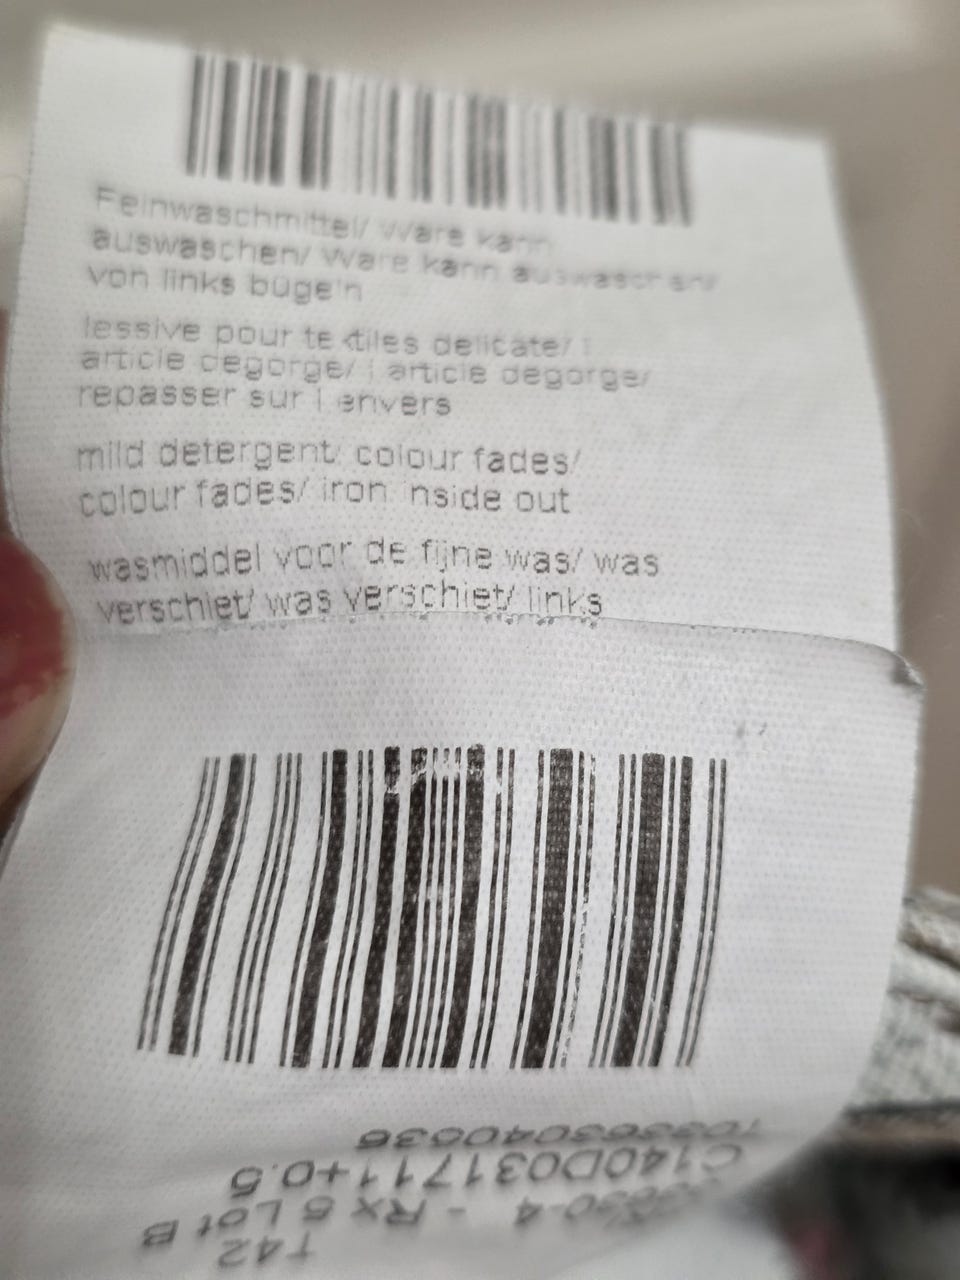 Feinwaschmittel/ Ware kann
auswaschen/ Ware kann auswaschen/
von links bügeln
lessive pour textiles delicate/ l
article degorge/ l article degorge/
repasser sur l envers
mild detergent/ colour fades/
colour fades/ iron inside out
wasmiddel voor de fijne was/ was
verschiet/ was verschiet/ links
T42
- Rx 5 Lot B
C140D031711+0.5